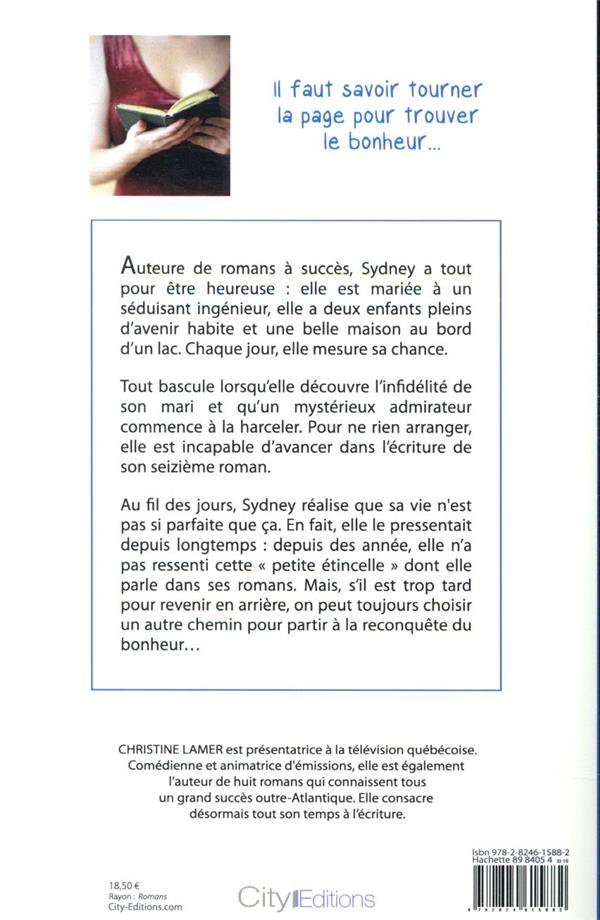 Il faut savoir tourner
la page pour trouver
le bonheur...
Auteure de romans à succès, Sydney a tout
pour être heureuse : elle est mariée à un
séduisant ingénieur, elle a deux enfants pleins
d'avenir habite et une belle maison au bord
d'un lac. Chaque jour, elle mesure sa chance.
Tout bascule lorsqu'elle découvre l'infidélité de
son mari et qu'un mystérieux admirateur
commence à la harceler. Pour ne rien arranger,
elle est incapable d'avancer dans l'écriture de
son seizième roman.
Au fil des jours, Sydney réalise que sa vie n'est
pas si parfaite que ça. En fait, elle le pressentait
depuis longtemps : depuis des année, elle n'a
pas ressenti cette « petite étincelle » dont elle
parle dans ses romans. Mais, s'il est trop tard
pour revenir en arrière, on peut toujours choisir
un autre chemin pour partir à la reconquête du
bonheur…
CHRISTINE LAMER est présentatrice à la télévision québécoise.
Comédienne et animatrice d'émissions, elle est également
l'auteur de huit romans qui connaissent tous
un grand succès outre-Atlantique. Elle consacre
désormais tout son temps à l'écriture.
18,50 €
Rayon : Romans
City-Editions.com
City Editions
Isbn 978-2-8246-1588-2
Hachette 89 8405 4 XI-19
9 782824 615882